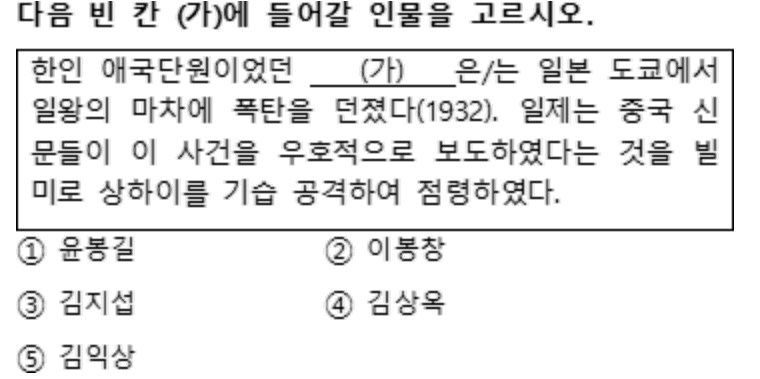 다음 빈 칸 (가)에 들어갈 인물을 고르시오.
한인 애국단원이었던 ___(가)___은/는 일본 도쿄에서
일왕의 마차에 폭탄을 던졌다(1932). 일제는 중국 신
문들이 이 사건을 우호적으로 보도하였다는 것을 빌
미로 상하이를 기습 공격하여 점령하였다.
① 윤봉길 ② 이봉창
③ 김지섭 ④ 김상옥
⑤ 김익상